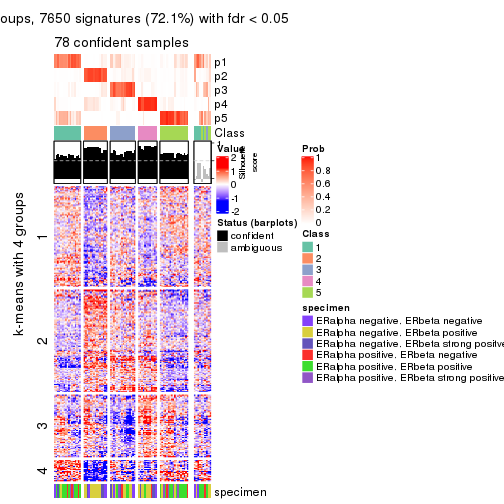 oups, 7650 signatures (72.1%) with fdr < 0.05
78 confident samples
p1
p2
p3
p4
p5
Class
1
Silhouette
score
Value
2
1
0
-1
-2
Status (barplots)
confident
ambiguous
Prob
1
0.8
0.6
0.4
0.2
0
Class
1
2
3
4
5
specimen
ERalpha negative. ERbeta negative
ERalpha negative. ERbeta positive
ERalpha negative. ERbeta strong positive
ERalpha positive. ERbeta negative
ERalpha positive. ERbeta positive
ERalpha positive. ERbeta strong positive
k-means with 4 groups
1
2
3
4
specimen